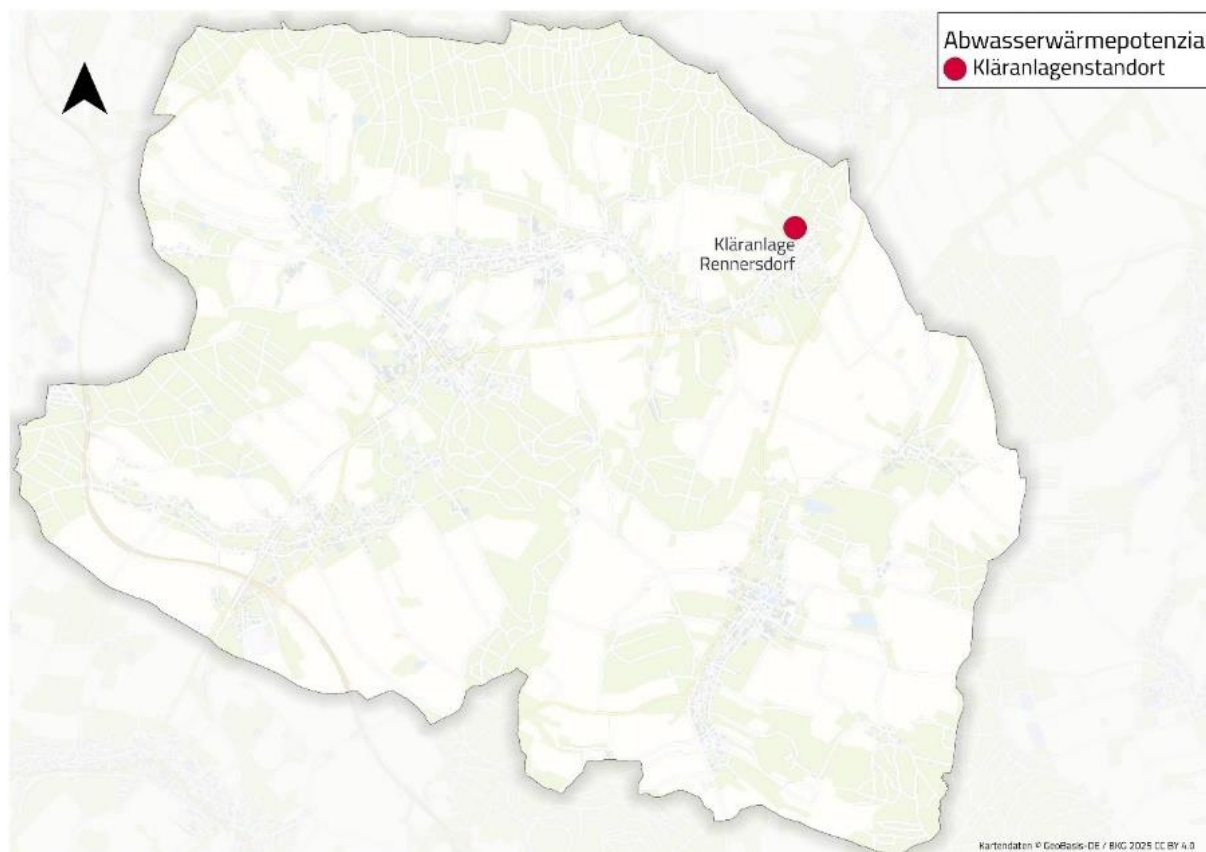 Abwasserwärmepotenzia
Kläranlagenstandort
Kläranlage
Rennersdorf
Kartendaten © GeoBasis-DE / BKG 2025 CC BY 4.0